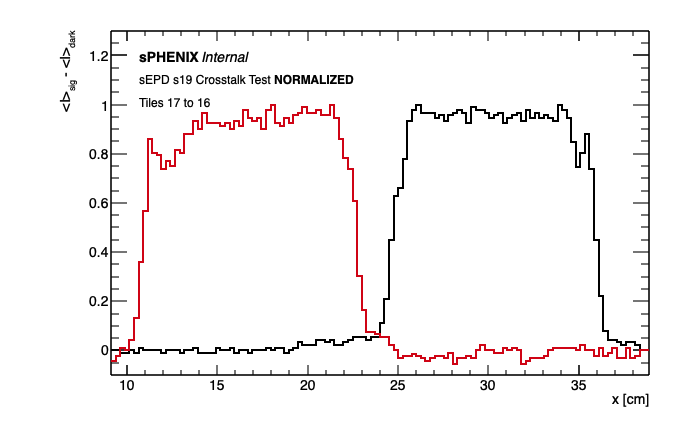 <I>sig - <I>dark
sPHENIX Internal
sEPD s19 Crosstalk Test NORMALIZED
Tiles 17 to 16
1.2
1
0.8
0.6
0.4
0.2
0
10 15 20 25 30 35
x [cm]